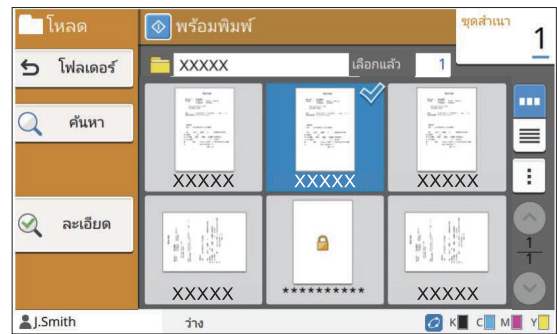 โหลด
พร้อมพิมพ์
ชุดสำเนา
1
โฟลเดอร์
XXXXX
เลือกแล้ว
1
ค้นหา
XXXXX
XXXXX
XXXXX
ละเอียด
1
1
XXXXX
**********
XXXXX
J.Smith
ว่าง
K C M Y